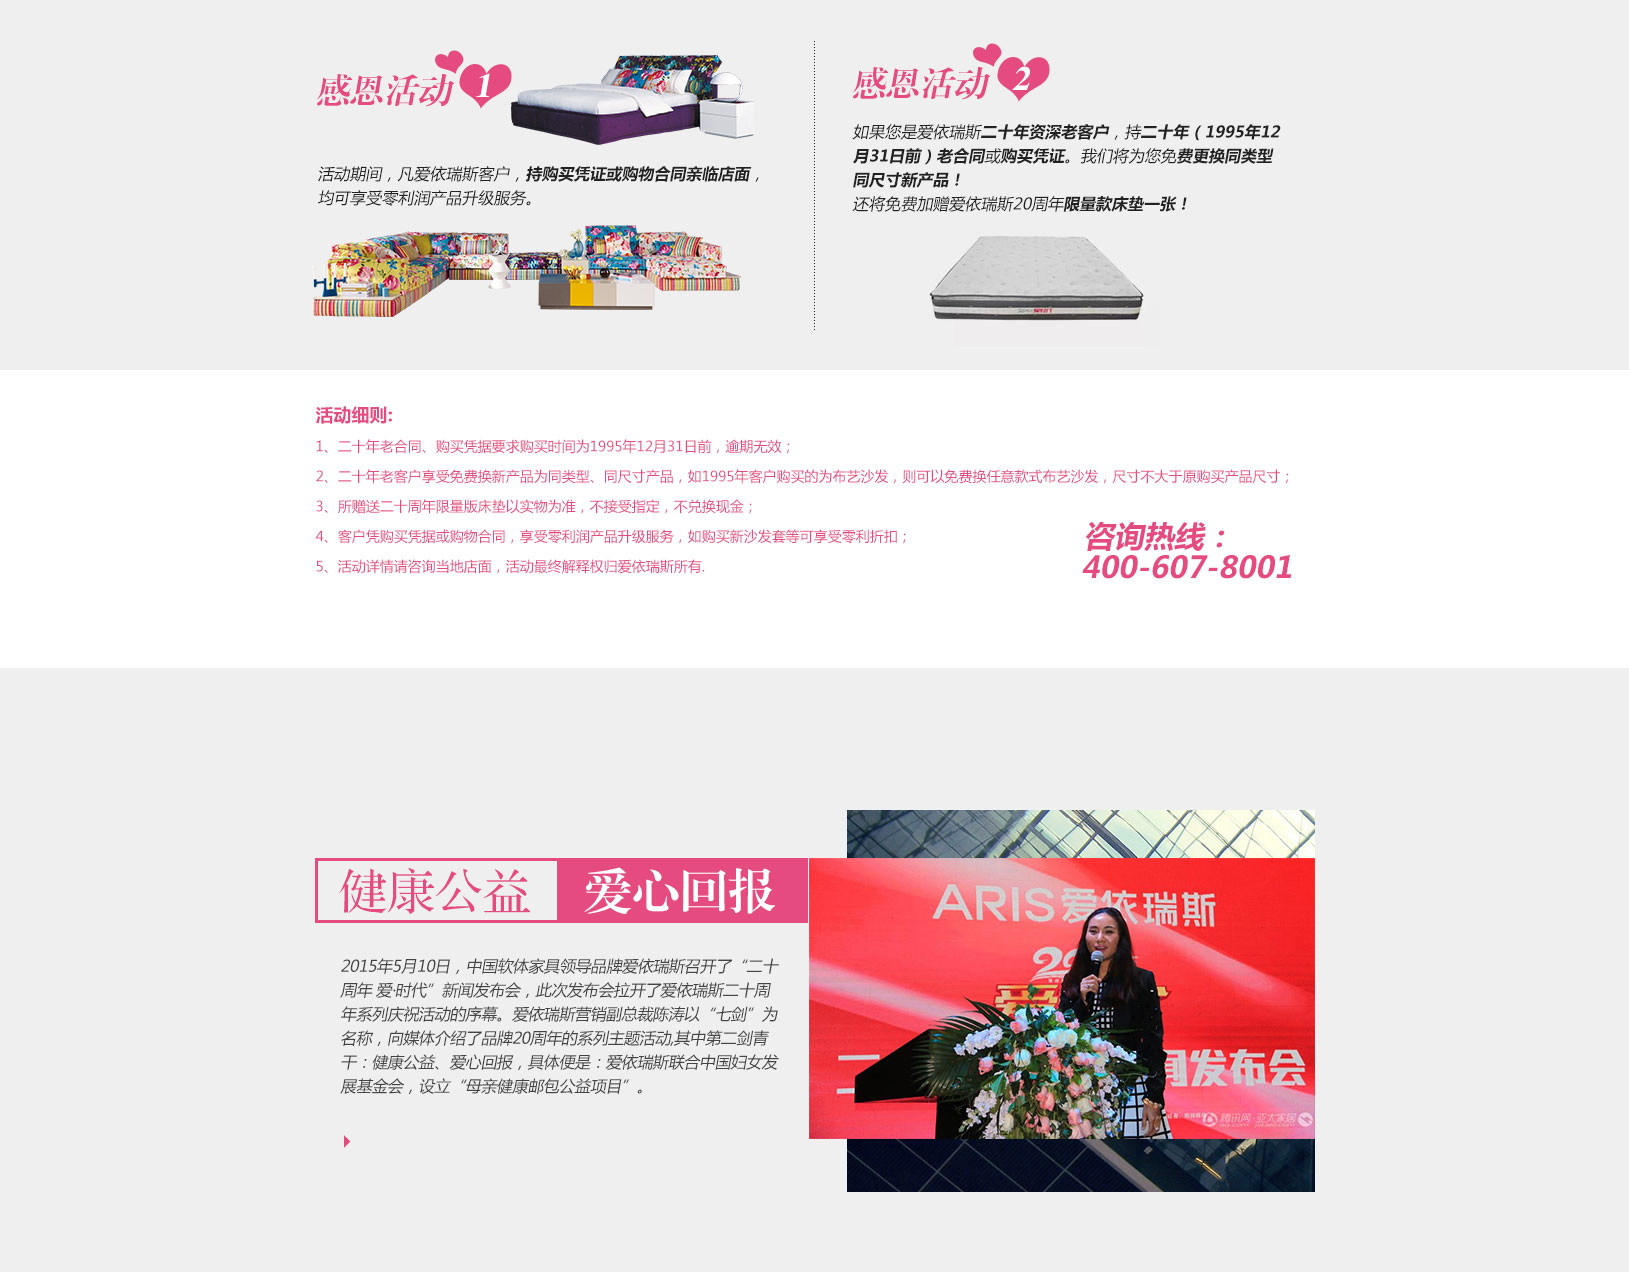 感恩活动 1
活动期间，凡爱依瑞斯客户，持购买凭证或购物合同亲临店面，
均可享受零利润产品升级服务。
感恩活动 2
如果您是爱依瑞斯二十年资深老客户，持二十年（1995年12
月31日前）老合同或购买凭证。我们将为您免费更换同类型
同尺寸新产品！
还将免费加赠爱依瑞斯20周年限量款床垫一张！
活动细则:
1、二十年老合同、购买凭据要求购买时间为1995年12月31日前，逾期无效；
2、二十年老客户享受免费换新产品为同类型、同尺寸产品，如1995年客户购买的为布艺沙发，则可以免费换任意款式布艺沙发，尺寸不大于原购买产品尺寸；
3、所赠送二十周年限量版床垫以实物为准，不接受指定，不兑换现金；
4、客户凭购买凭据或购物合同，享受零利润产品升级服务，如购买新沙发套等可享受零利折扣；
5、活动详情请咨询当地店面，活动最终解释权归爱依瑞斯所有.
咨询热线：
400-607-8001
健康公益 爱心回报
2015年5月10日，中国软体家具领导品牌爱依瑞斯召开了“二十
周年 爱·时代”新闻发布会，此次发布会拉开了爱依瑞斯二十周
年系列庆祝活动的序幕。爱依瑞斯营销副总裁陈涛以“七剑”为
名称，向媒体介绍了品牌20周年的系列主题活动,其中第二剑青
干：健康公益、爱心回报，具体便是：爱依瑞斯联合中国妇女发
展基金会，设立“母亲健康邮包公益项目”。
ARIS爱依瑞斯
闻发布会
腾讯网·亚太家居